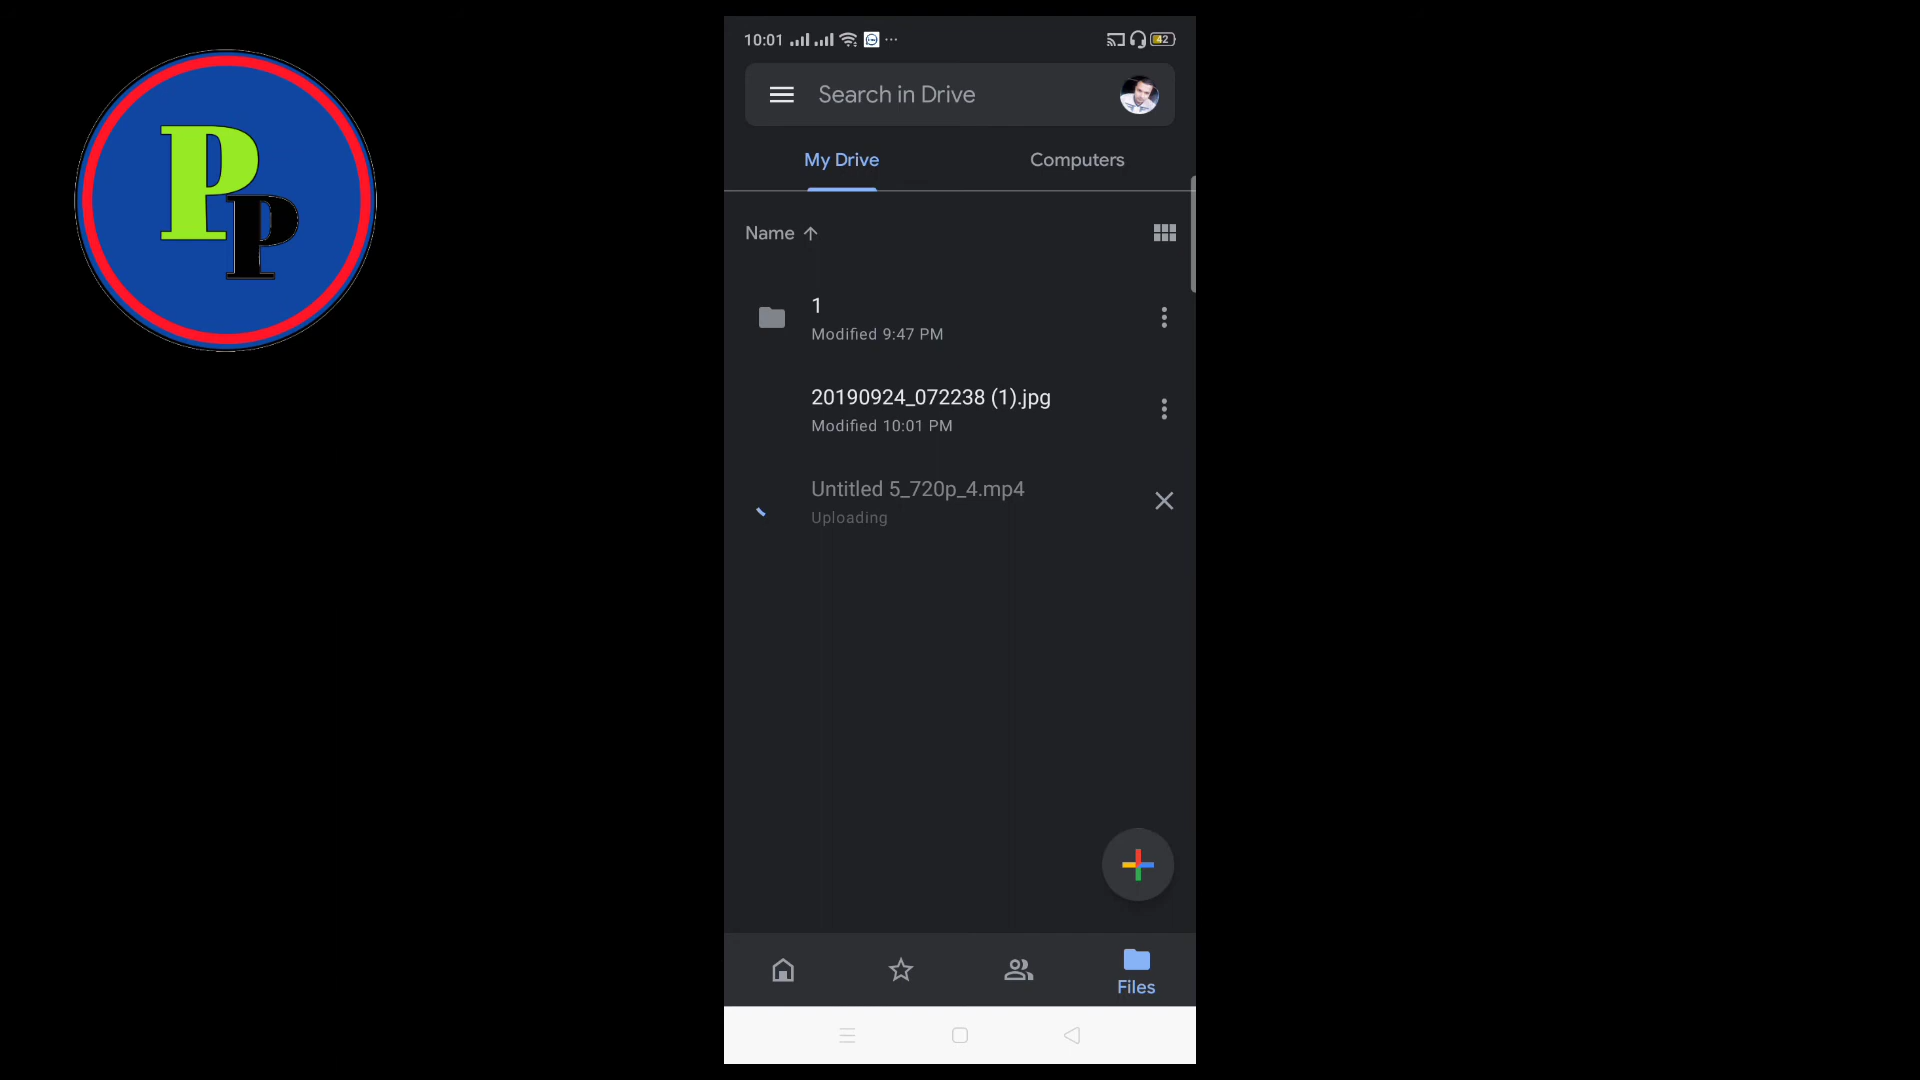 PP
10:01
42
Search in Drive
My Drive
Computers
Name
1
Modified 9:47 PM
20190924_072238 (1).jpg
Modified 10:01 PM
Untitled 5_720p_4.mp4
Uploading
Files